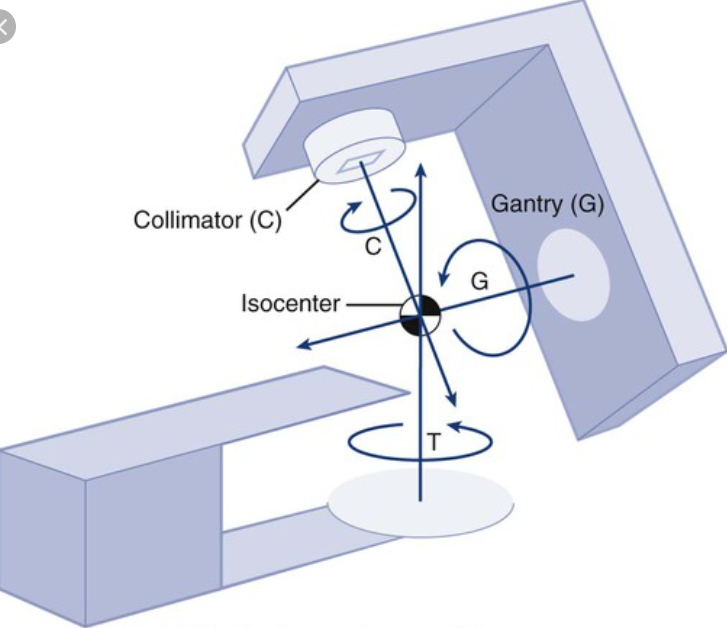 Gantry (G)
Collimator (C)
C
G
Isocenter
T